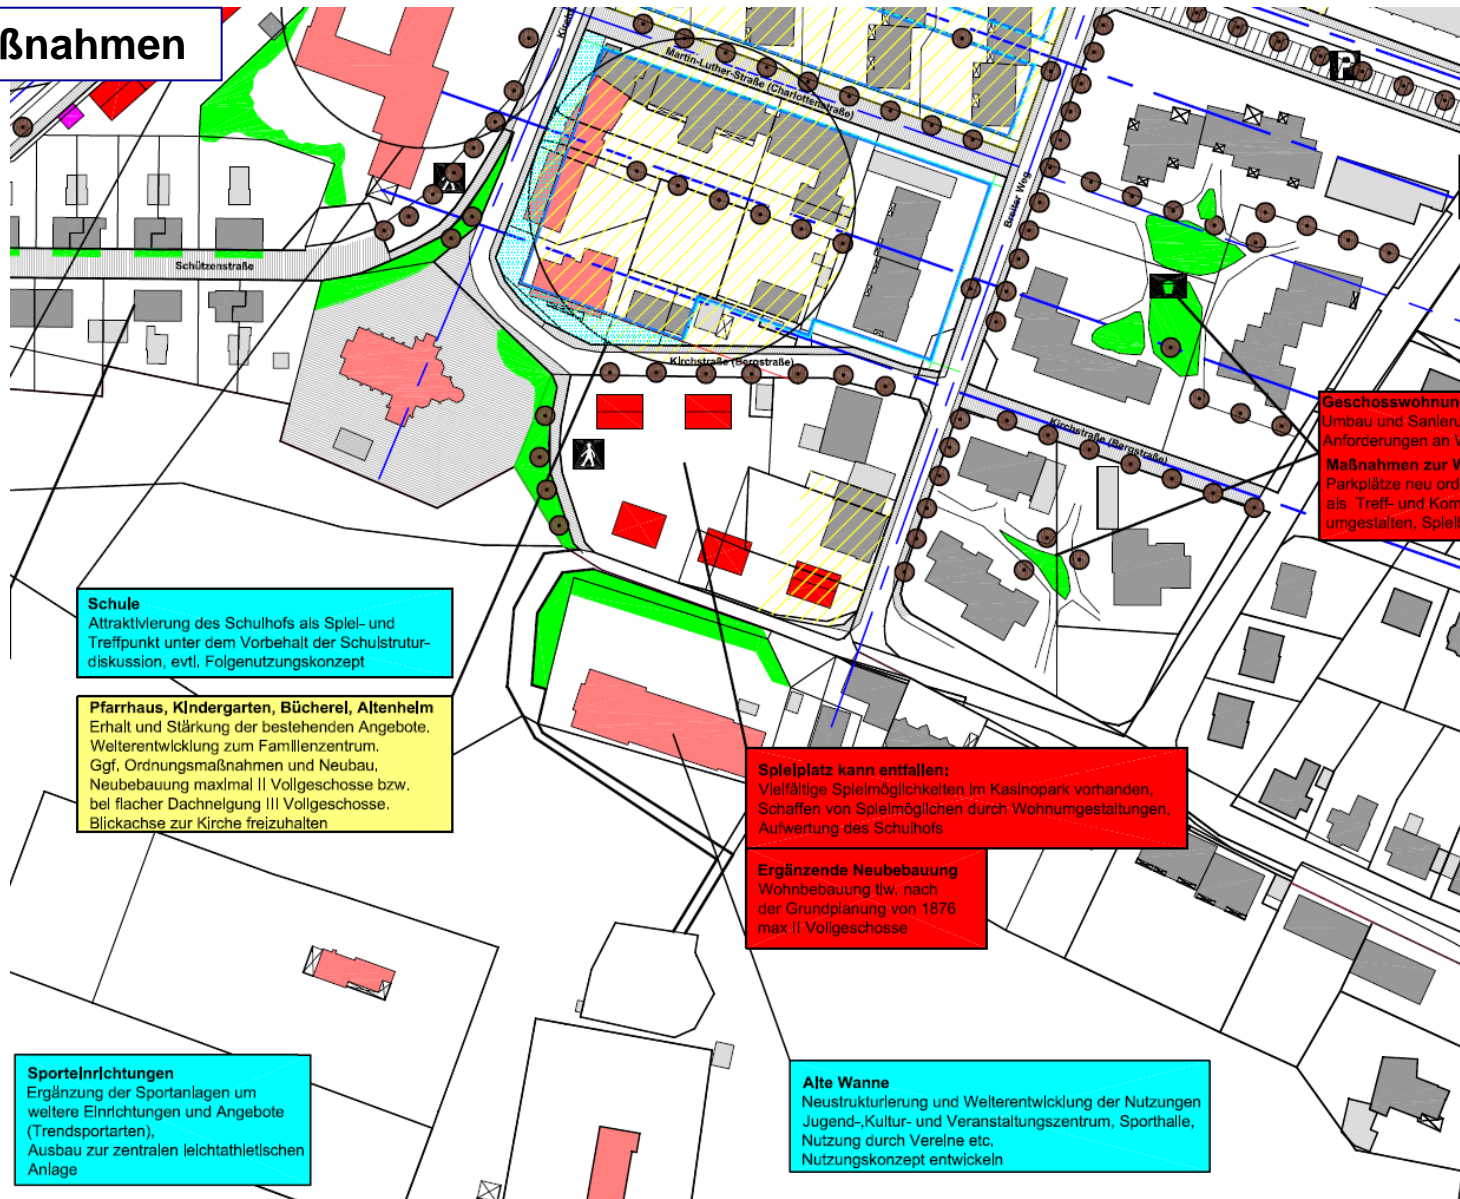 ßnahmen
Kirchs
Martin-Luther-Straße (Charlottenstraße)
Breiter Weg
Schützenstraße
Kirchstraße (Bergstraße)
Kirchstraße (Bergstraße)
Geschosswohnun
Umbau und Sanieru
Anforderungen an W
Maßnahmen zur W
Parkplätze neu ord
als Treff- und Kom
umgestalten, Spielb
Schule
Attraktivierung des Schulhofs als Spiel- und
Treffpunkt unter dem Vorbehalt der Schulstrutur-
diskussion, evtl. Folgenutzungskonzept
Pfarrhaus, Kindergarten, Bücherei, Altenheim
Erhalt und Stärkung der bestehenden Angebote.
Weiterentwicklung zum Familienzentrum.
Ggf. Ordnungsmaßnahmen und Neubau,
Neubebauung maximal II Vollgeschosse bzw.
bei flacher Dachneigung III Vollgeschosse.
Blickachse zur Kirche freizuhalten
Spielplatz kann entfallen:
Vielfältige Spielmöglichkeiten im Kasinopark vorhanden,
Schaffen von Spielmöglichen durch Wohnumgestaltungen,
Aufwertung des Schulhofs
Ergänzende Neubebauung
Wohnbebauung tlw. nach
der Grundplanung von 1876
max II Vollgeschosse
Sporteinrichtungen
Ergänzung der Sportanlagen um
weitere Einrichtungen und Angebote
(Trendsportarten),
Ausbau zur zentralen leichtathletischen
Anlage
Alte Wanne
Neustrukturierung und Weiterentwicklung der Nutzungen
Jugend-,Kultur- und Veranstaltungszentrum, Sporthalle,
Nutzung durch Vereine etc.
Nutzungskonzept entwickeln